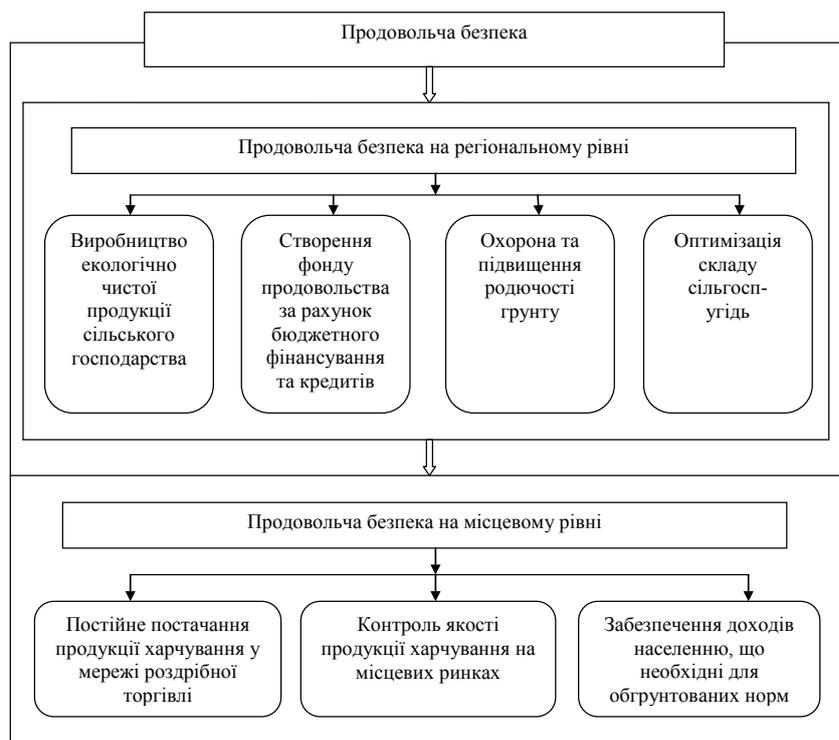 Продовольча безпека
Продовольча безпека на регіональному рівні
Виробництво
екологічно
чистої
продукції
сільського
господарства
Створення
фонду
продовольства
за рахунок
бюджетного
фінансування
та кредитів
Охорона та
підвищення
родючості
грунту
Оптимізація
складу
сільгосп-
угідь
Продовольча безпека на місцевому рівні
Постійне постачання
продукції харчування у
мережі роздрібної
торгівлі
Контроль якості
продукції харчування на
місцевих ринках
Забезпечення доходів
населенню, що
необхідні для
обгрунтованих норм